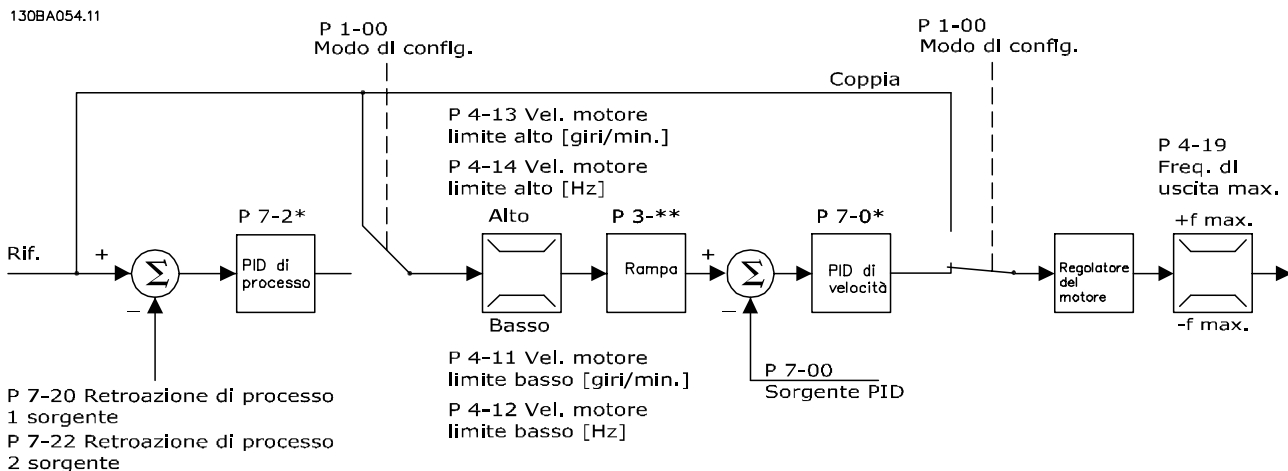 130BA054.11
P 1-00
Modo di config.
P 1-00
Modo di config.
Coppia
P 4-13 Vel. motore
limite alto [giri/min.]
P 4-14 Vel. motore
limite alto [Hz]
P 4-19
Freq. di
uscita max.
P 7-2*
Alto
P 3-**
P 7-0*
+f max.
Rif.
+
Σ
PID di
processo
Rampa
+
Σ
PID di
velocità
Regolatore
del
motore
−
−
Basso
-f max.
P 4-11 Vel. motore
limite basso [giri/min.]
P 4-12 Vel. motore
limite basso [Hz]
P 7-00
Sorgente PID
P 7-20 Retroazione di processo
1 sorgente
P 7-22 Retroazione di processo
2 sorgente